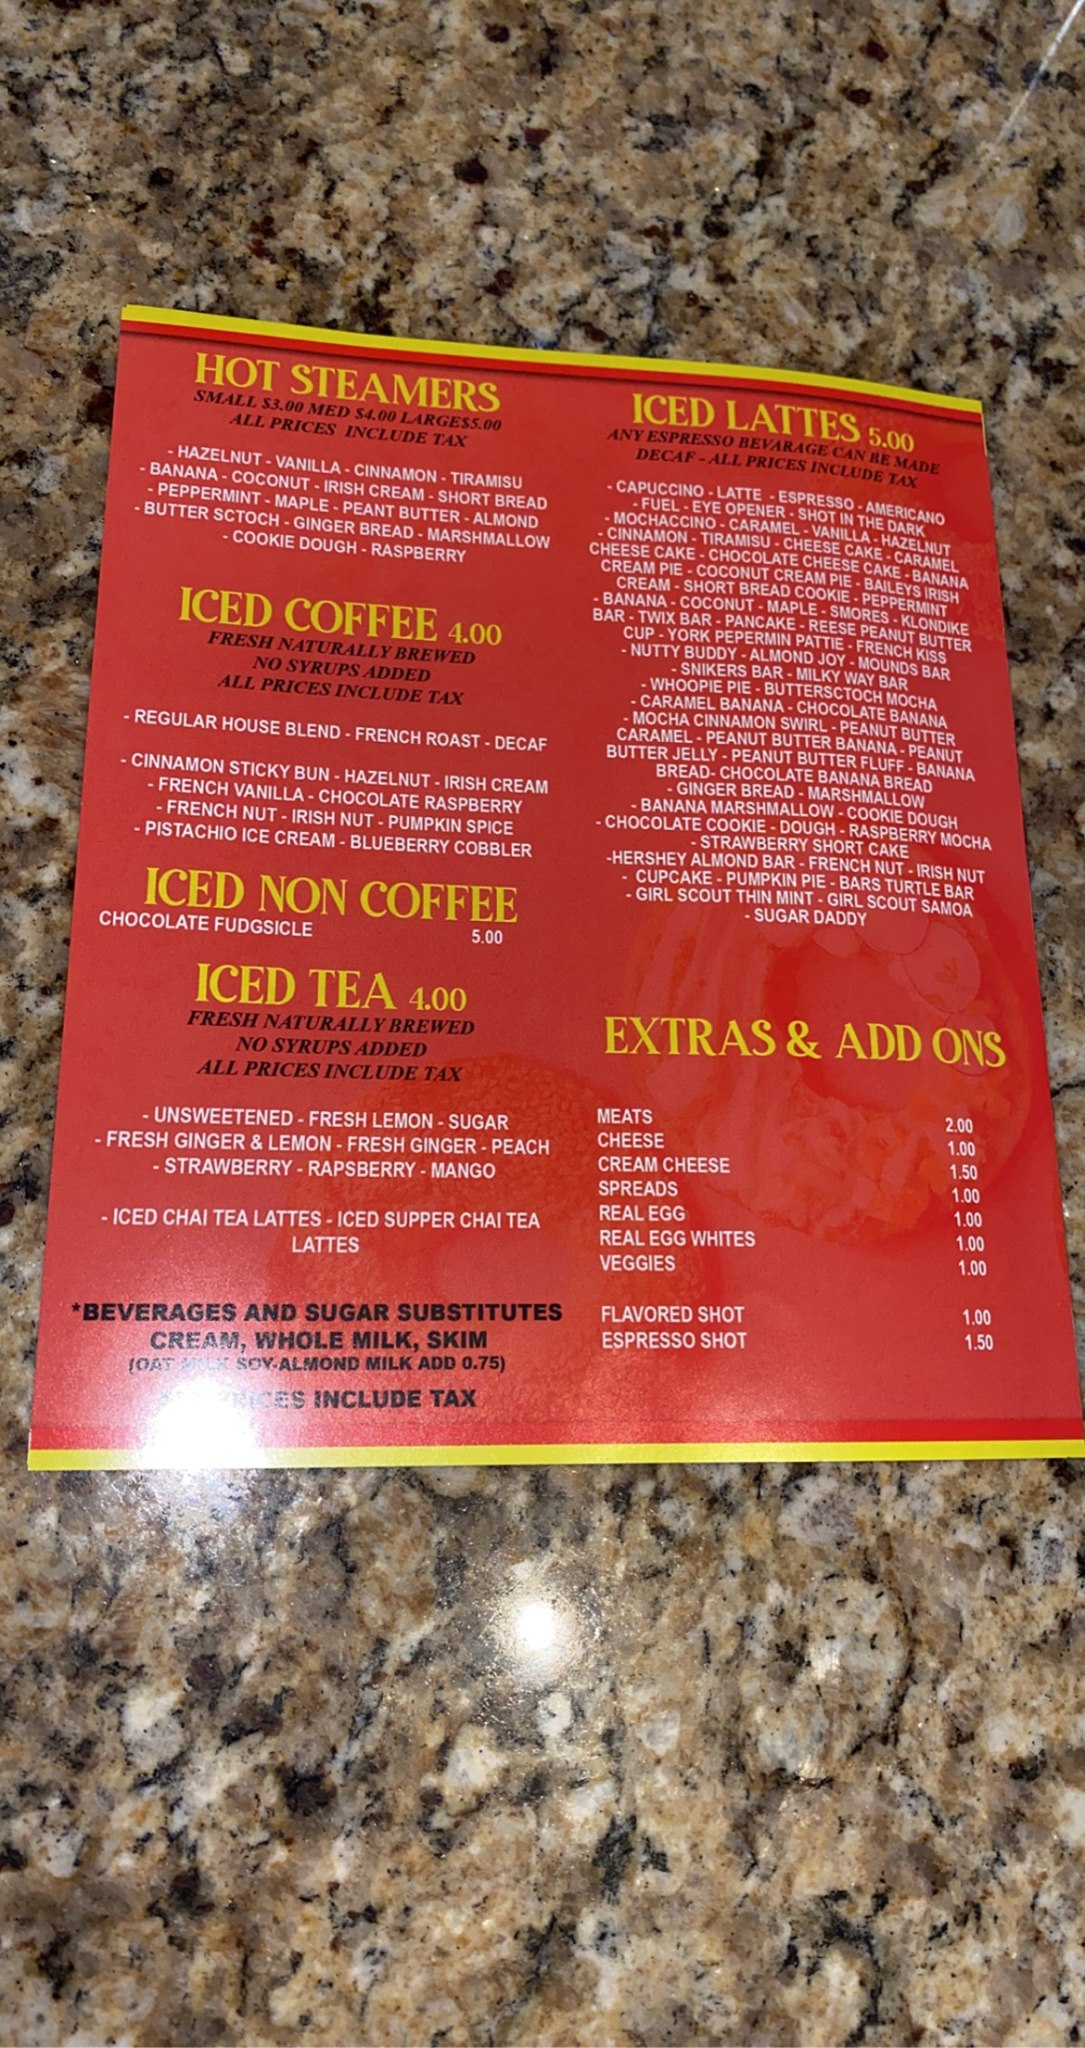 HOT STEAMERS
SMALL $3.00 MED $4.00 LARGE$5.00
ALL PRICES INCLUDE TAX
- HAZELNUT - VANILLA - CINNAMON - TIRAMISU
- BANANA - COCONUT - IRISH CREAM - SHORT BREAD
- PEPPERMINT - MAPLE - PEANT BUTTER - ALMOND
- BUTTER SCTOCH - GINGER BREAD - MARSHMALLOW
- COOKIE DOUGH - RASPBERRY
ICED COFFEE 4.00
FRESH NATURALLY BREWED
NO SYRUPS ADDED
ALL PRICES INCLUDE TAX
- REGULAR HOUSE BLEND - FRENCH ROAST - DECAF
- CINNAMON STICKY BUN - HAZELNUT - IRISH CREAM
- FRENCH VANILLA - CHOCOLATE RASPBERRY
- FRENCH NUT - IRISH NUT - PUMPKIN SPICE
- PISTACHIO ICE CREAM - BLUEBERRY COBBLER
ICED NON COFFEE
CHOCOLATE FUDGSICLE 5.00
ICED TEA 4.00
FRESH NATURALLY BREWED
NO SYRUPS ADDED
ALL PRICES INCLUDE TAX
- UNSWEETENED - FRESH LEMON - SUGAR
- FRESH GINGER & LEMON - FRESH GINGER - PEACH
- STRAWBERRY - RAPSBERRY - MANGO
- ICED CHAI TEA LATTES - ICED SUPPER CHAI TEA
LATTES
*BEVERAGES AND SUGAR SUBSTITUTES
CREAM, WHOLE MILK, SKIM
(OAT MILK SOY-ALMOND MILK ADD 0.75)
PRICES INCLUDE TAX
ICED LATTES 5.00
ANY ESPRESSO BEVARAGE CAN BE MADE
DECAF - ALL PRICES INCLUDE TAX
- CAPUCCINO - LATTE - ESPRESSO - AMERICANO
- FUEL - EYE OPENER - SHOT IN THE DARK
- MOCHACCINO - CARAMEL - VANILLA - HAZELNUT
- CINNAMON - TIRAMISU - CHEESE CAKE - CARAMEL
CHEESE CAKE - CHOCOLATE CHEESE CAKE - BANANA
CREAM PIE - COCONUT CREAM PIE - BAILEYS IRISH
CREAM - SHORT BREAD COOKIE - PEPPERMINT
- BANANA - COCONUT - MAPLE - SMORES - KLONDIKE
BAR - TWIX BAR - PANCAKE - REESE PEANUT BUTTER
CUP - YORK PEPERMIN PATTIE - FRENCH KISS
- NUTTY BUDDY - ALMOND JOY - MOUNDS BAR
- SNIKERS BAR - MILKY WAY BAR
- WHOOPIE PIE - BUTTERSCTOCH MOCHA
- CARAMEL BANANA - CHOCOLATE BANANA
- MOCHA CINNAMON SWIRL - PEANUT BUTTER
CARAMEL - PEANUT BUTTER BANANA - PEANUT
BUTTER JELLY - PEANUT BUTTER FLUFF - BANANA
BREAD- CHOCOLATE BANANA BREAD
- GINGER BREAD - MARSHMALLOW
- BANANA MARSHMALLOW - COOKIE DOUGH
- CHOCOLATE COOKIE - DOUGH - RASPBERRY MOCHA
- STRAWBERRY SHORT CAKE
-HERSHEY ALMOND BAR - FRENCH NUT - IRISH NUT
- CUPCAKE - PUMPKIN PIE - BARS TURTLE BAR
- GIRL SCOUT THIN MINT - GIRL SCOUT SAMOA
- SUGAR DADDY
EXTRAS & ADD ONS
MEATS 2.00
CHEESE 1.00
CREAM CHEESE 1.50
SPREADS 1.00
REAL EGG 1.00
REAL EGG WHITES 1.00
VEGGIES 1.00
FLAVORED SHOT 1.00
ESPRESSO SHOT 1.50